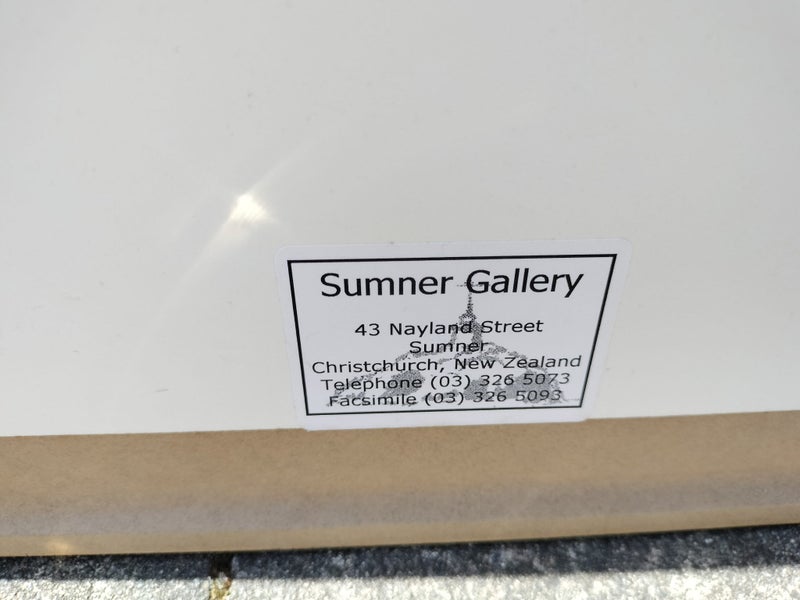 Sumner Gallery
43 Nayland Street
Sumner
Christchurch, New Zealand
Telephone (03) 326 5073
Facsimile (03) 326 5093